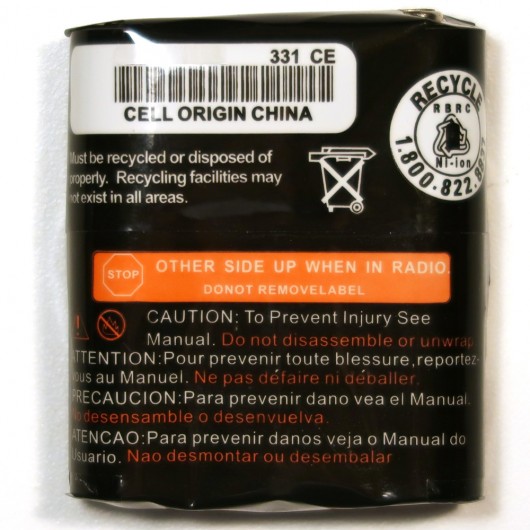 331 CE
CELL ORIGIN CHINA
RECYCLE
RBRC
Ni-Ion
1.800.822.
Must be recycled or disposed of
properly. Recycling facilities may
not exist in all areas.
STOP
OTHER SIDE UP WHEN IN RADIO.
DONOT REMOVELABEL
CAUTION: To Prevent Injury See
Manual. Do not disassemble or unwrap.
ATTENTION:Pour prevenir toute blessure,reportez-
vous au Manuel. Ne pas défaire ni déballer.
PRECAUCION:Para prevenir dano vea el Manual.
No desensamble o desenvuelva.
ATENCAO:Para prevenir danos veja o Manual do
Usuario. Nao desmontar ou desembalar